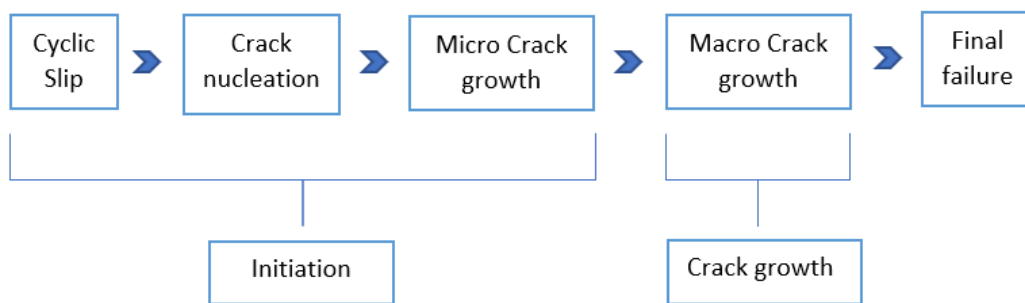 Cyclic
Slip
Crack
nucleation
Micro Crack
growth
Macro Crack
growth
Final
failure
Initiation
Crack growth